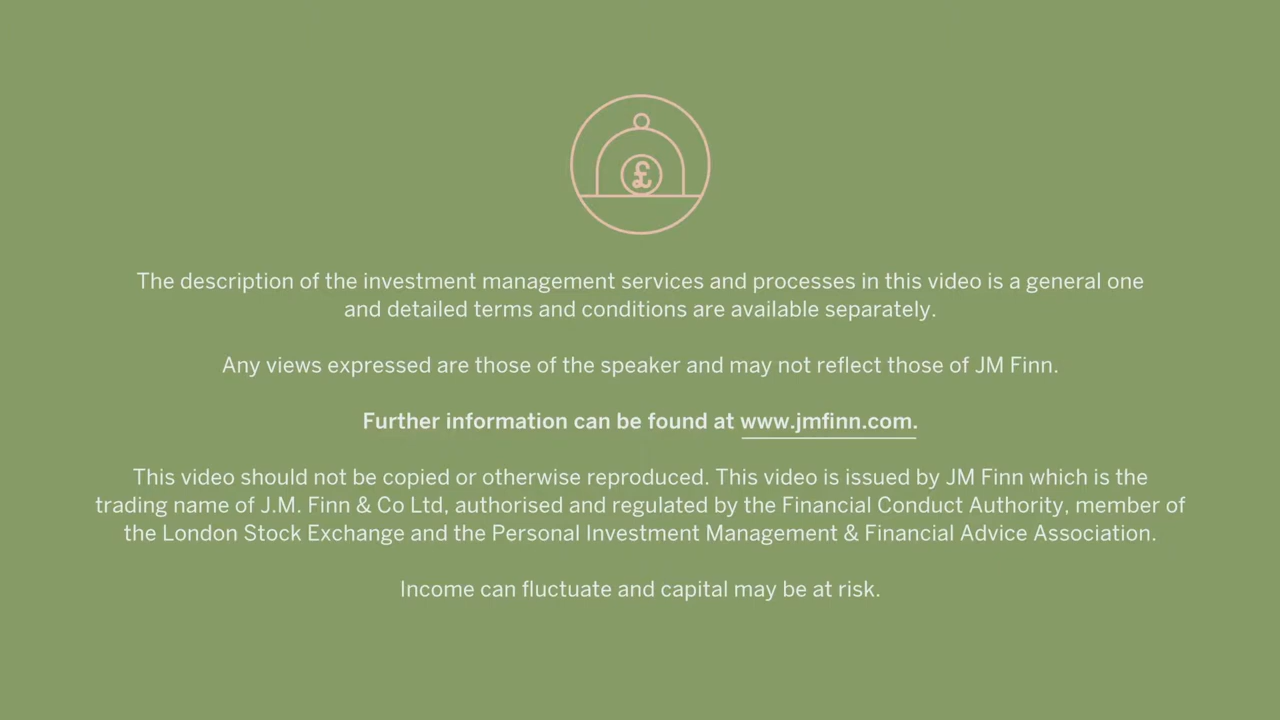 £
The description of the investment management services and processes in this video is a general one
and detailed terms and conditions are available separately.
Any views expressed are those of the speaker and may not reflect those of JM Finn.
Further information can be found at www.jmfinn.com.
This video should not be copied or otherwise reproduced. This video is issued by JM Finn which is the
trading name of J.M. Finn & Co Ltd, authorised and regulated by the Financial Conduct Authority, member of
the London Stock Exchange and the Personal Investment Management & Financial Advice Association.
Income can fluctuate and capital may be at risk.